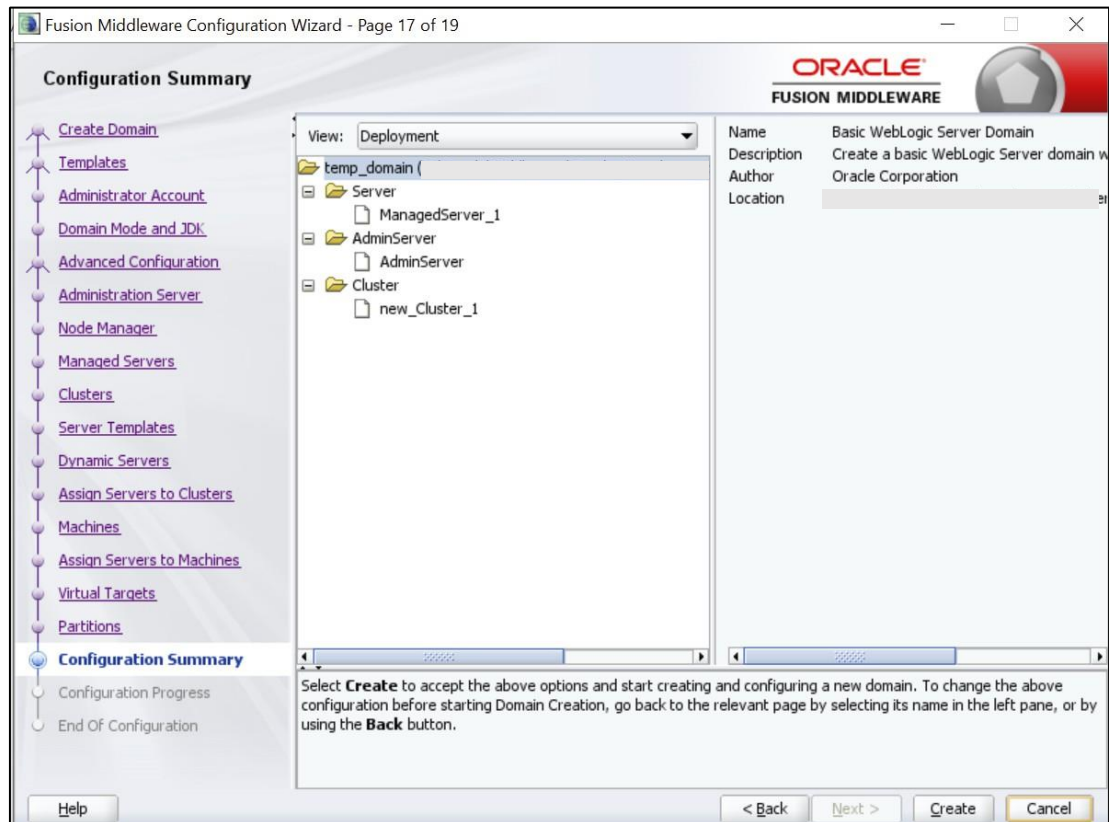 Fusion Middleware Configuration Wizard - Page 17 of 19
Configuration Summary
ORACLE
FUSION MIDDLEWARE
Create Domain
Templates
Administrator Account
Domain Mode and JDK
Advanced Configuration
Administration Server
Node Manager
Managed Servers
Clusters
Server Templates
Dynamic Servers
Assign Servers to Clusters
Machines
Assign Servers to Machines
Virtual Targets
Partitions
Configuration Summary
Configuration Progress
End Of Configuration
View: Deployment
temp_domain (
Server
ManagedServer_1
AdminServer
AdminServer
Cluster
new_Cluster_1
Name Basic WebLogic Server Domain
Description Create a basic WebLogic Server domain w
Author Oracle Corporation
Location
Select Create to accept the above options and start creating and configuring a new domain. To change the above
configuration before starting Domain Creation, go back to the relevant page by selecting its name in the left pane, or by
using the Back button.
Help
< Back
Next >
Create
Cancel